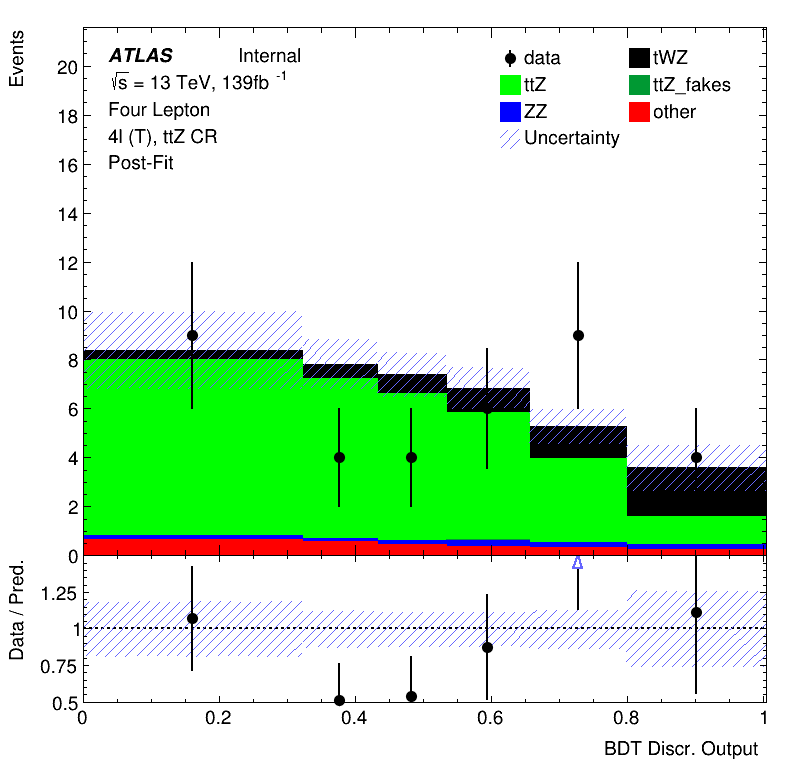 Events
ATLAS Internal
√s = 13 TeV, 139fb -1
Four Lepton
4l (T), ttZ CR
Post-Fit
data tWZ
ttZ ttZ_fakes
ZZ other
Uncertainty
20
18
16
14
12
10
8
6
4
2
0
Data / Pred.
1.25
1
0.75
0.5
0 0.2 0.4 0.6 0.8 1
BDT Discr. Output